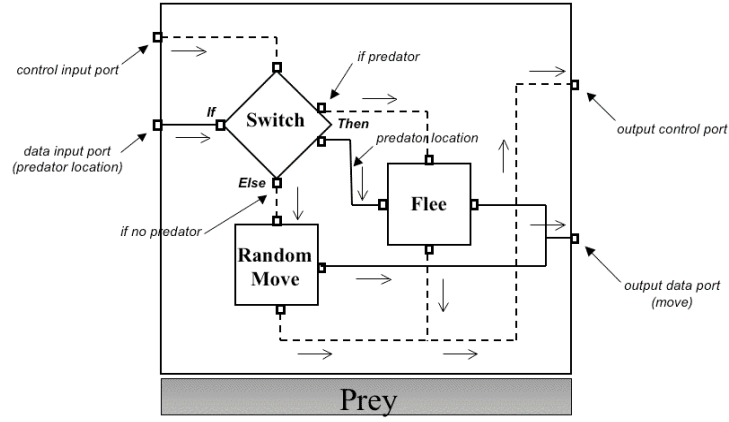 control input port
if predator
If
Switch
Then
output control port
data input port
(predator location)
predator location
Else
Flee
if no predator
Random
Move
output data port
(move)
Prey